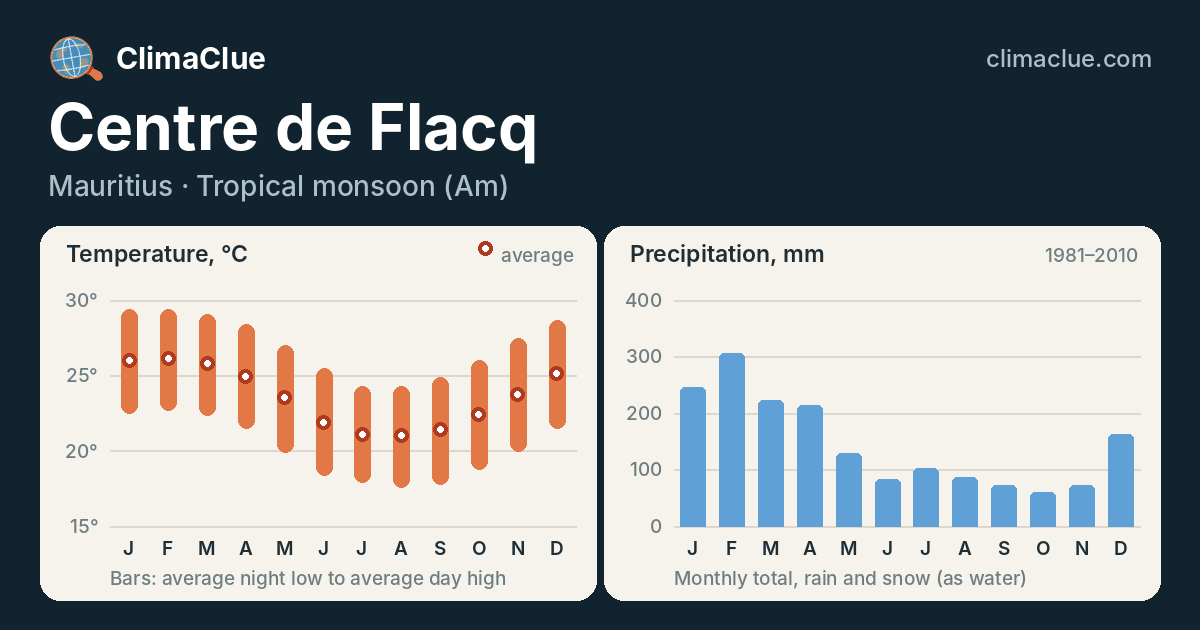 ClimaClue
climaclue.com
Centre de Flacq
Mauritius · Tropical monsoon (Am)
Temperature, °C
average
30°
25°
20°
15°
J F M A M J J A S O N D
Bars: average night low to average day high
Precipitation, mm
1981–2010
400
300
200
100
0
J F M A M J J A S O N D
Monthly total, rain and snow (as water)